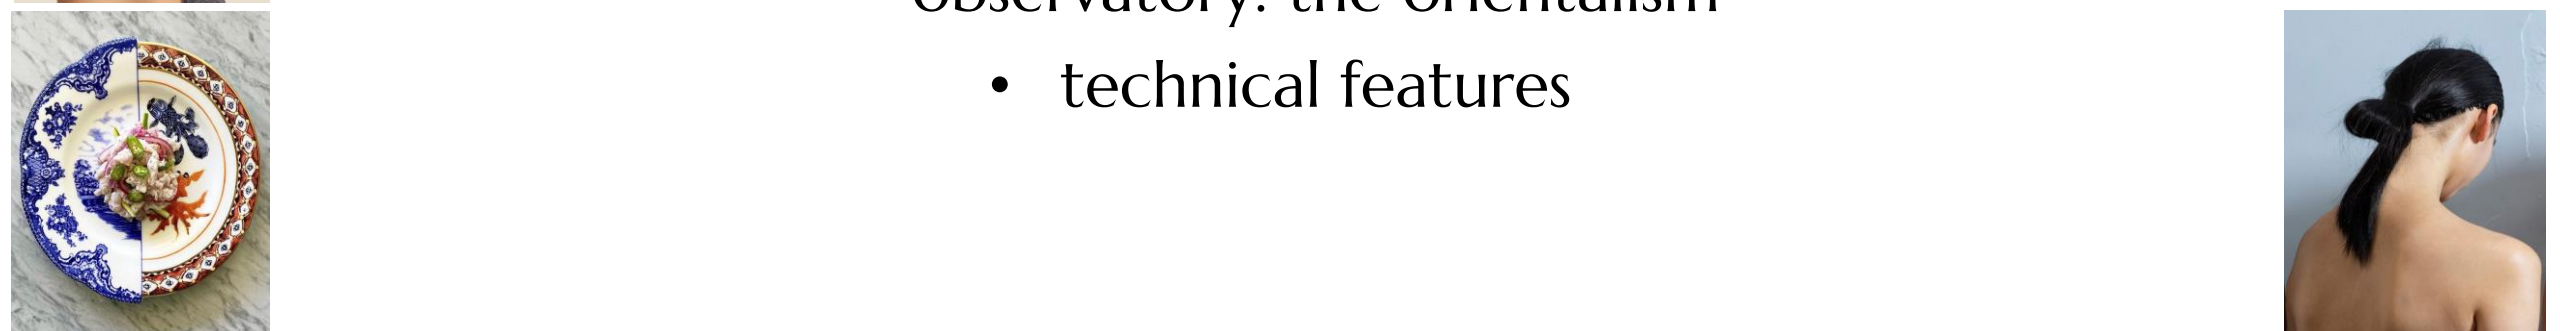 observatory: the orientalism
• technical features